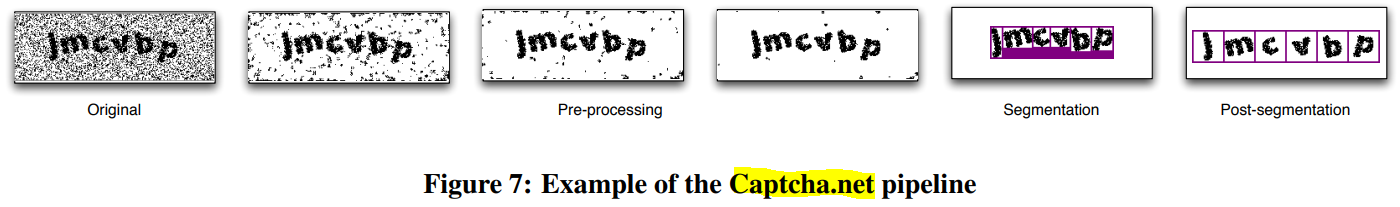 Jmcvbp Jmcvbp Jmcvbp Jmcvbp Jmcvbp J m c v b p
Original Pre-processing Segmentation Post-segmentation
Figure 7: Example of the Captcha.net pipeline